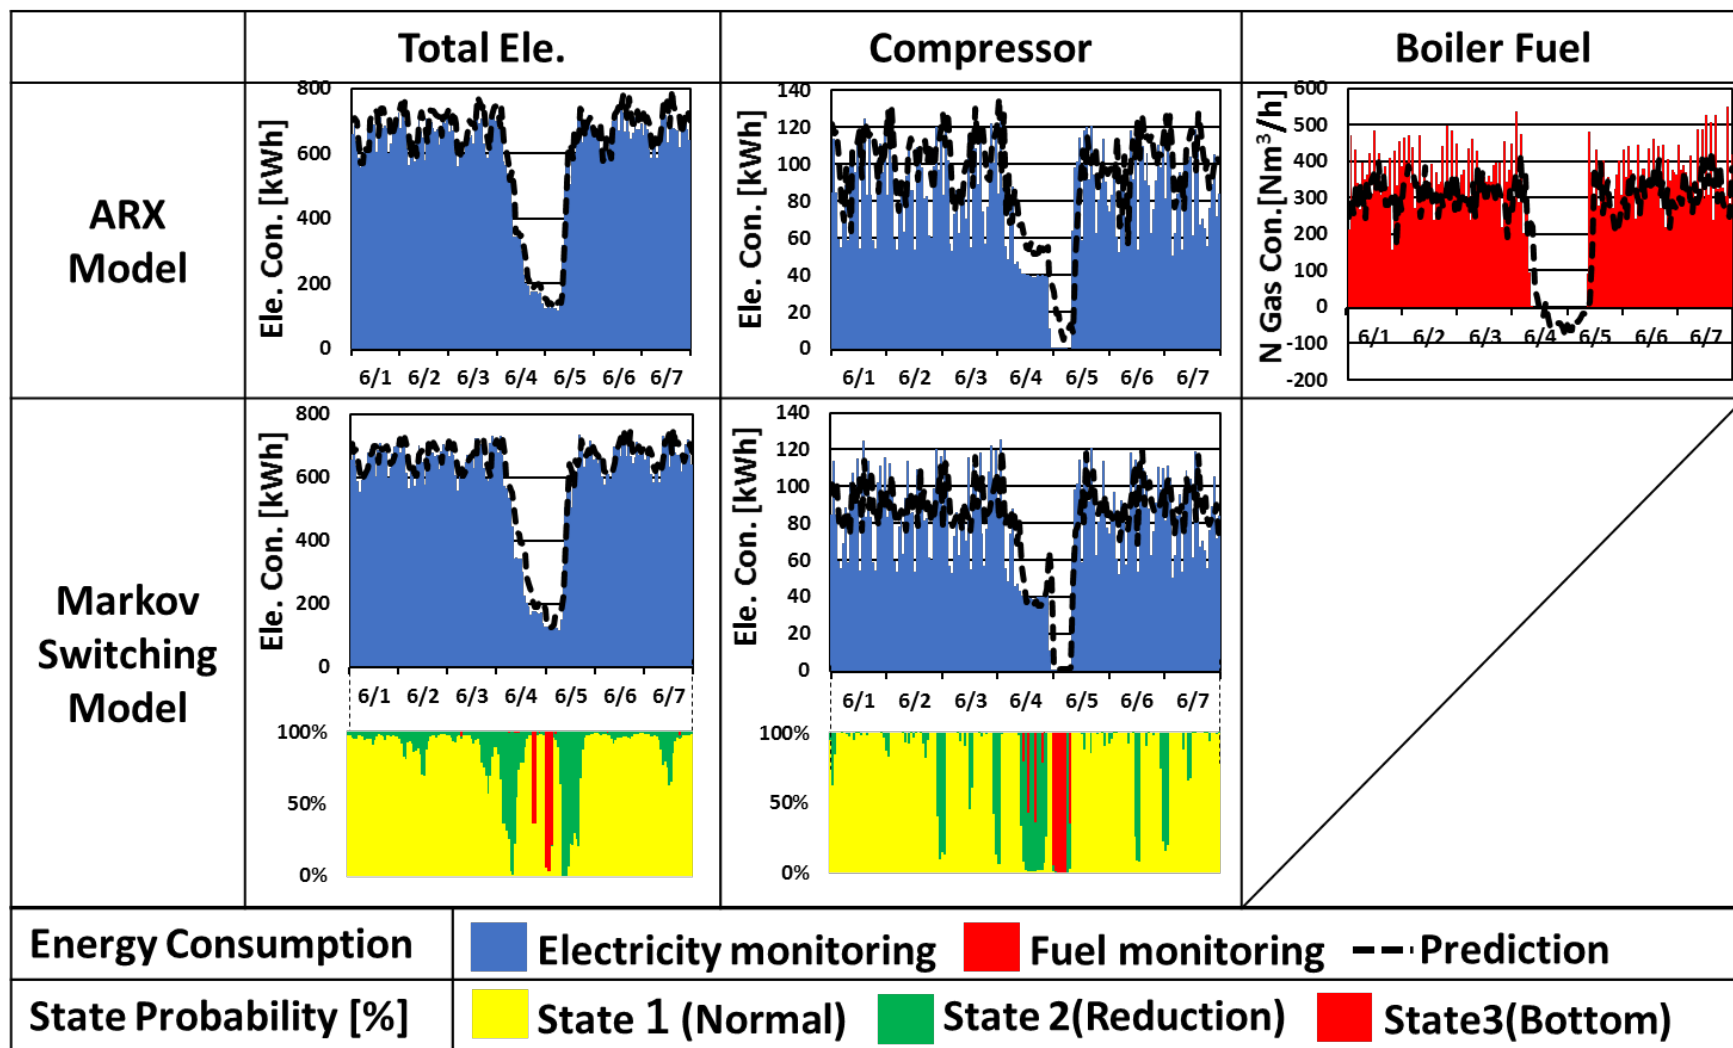 Total Ele.
Compressor
Boiler Fuel
ARX
Model
Ele. Con. [kWh]
800
600
400
200
0
6/1 6/2 6/3 6/4 6/5 6/6 6/7
Ele. Con. [kWh]
140
120
100
80
60
40
20
0
6/1 6/2 6/3 6/4 6/5 6/6 6/7
N Gas Con.[Nm³/h]
600
500
400
300
200
100
0
-100
-200
6/1 6/2 6/3 6/4 6/5 6/6 6/7
Markov
Switching
Model
Ele. Con. [kWh]
800
600
400
200
0
6/1 6/2 6/3 6/4 6/5 6/6 6/7
100%
50%
0%
Ele. Con. [kWh]
140
120
100
80
60
40
20
0
6/1 6/2 6/3 6/4 6/5 6/6 6/7
100%
50%
0%
Energy Consumption
Electricity monitoring
Fuel monitoring
Prediction
State Probability [%]
State 1 (Normal)
State 2(Reduction)
State3(Bottom)